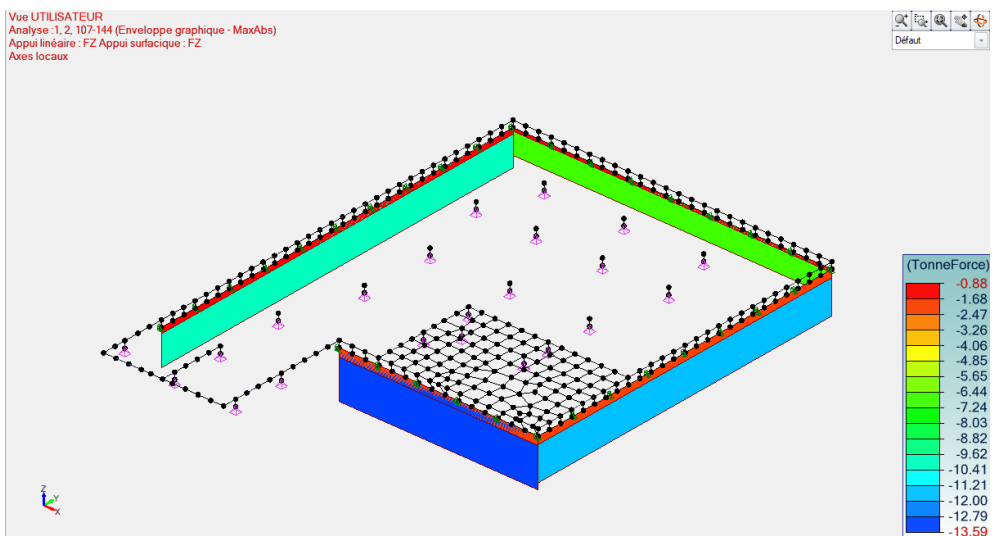 Vue UTILISATEUR
Analyse :1, 2, 107-144 (Enveloppe graphique - MaxAbs)
Appui linéaire : FZ Appui surfacique : FZ
Axes locaux
Défaut
(TonneForce)
-0.88
-1.68
-2.47
-3.26
-4.06
-4.85
-5.65
-6.44
-7.24
-8.03
-8.82
-9.62
-10.41
-11.21
-12.00
-12.79
-13.59
Z
Y
X